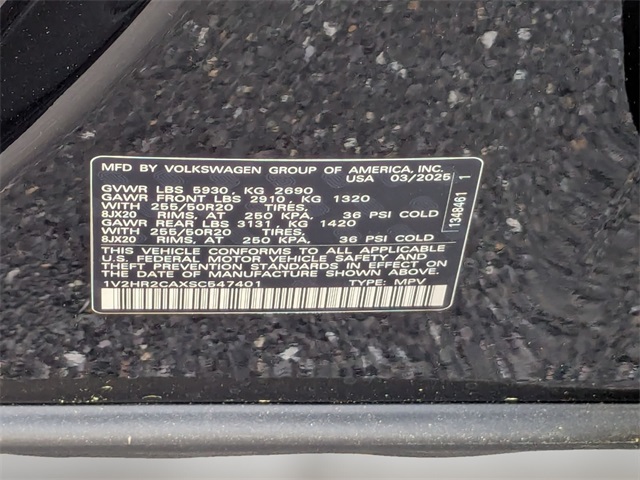 MFD BY VOLKSWAGEN GROUP OF AMERICA, INC.
USA 03/2025
GVWR LBS 5930, KG 2690
GAWR FRONT LBS 2910, KG 1320
WITH 255/50R20 TIRES,
8JX20 RIMS, AT 250 KPA, 36 PSI COLD
GAWR REAR LBS 3131, KG 1420
WITH 255/50R20 TIRES,
8JX20 RIMS, AT 250 KPA, 36 PSI COLD
THIS VEHICLE CONFORMS TO ALL APPLICABLE
U.S. FEDERAL MOTOR VEHICLE SAFETY AND
THEFT PREVENTION STANDARDS IN EFFECT
ON THE DATE OF MANUFACTURE SHOWN ABOVE.
1V2HR2CAXSC547401 TYPE: MPV
1348461 1